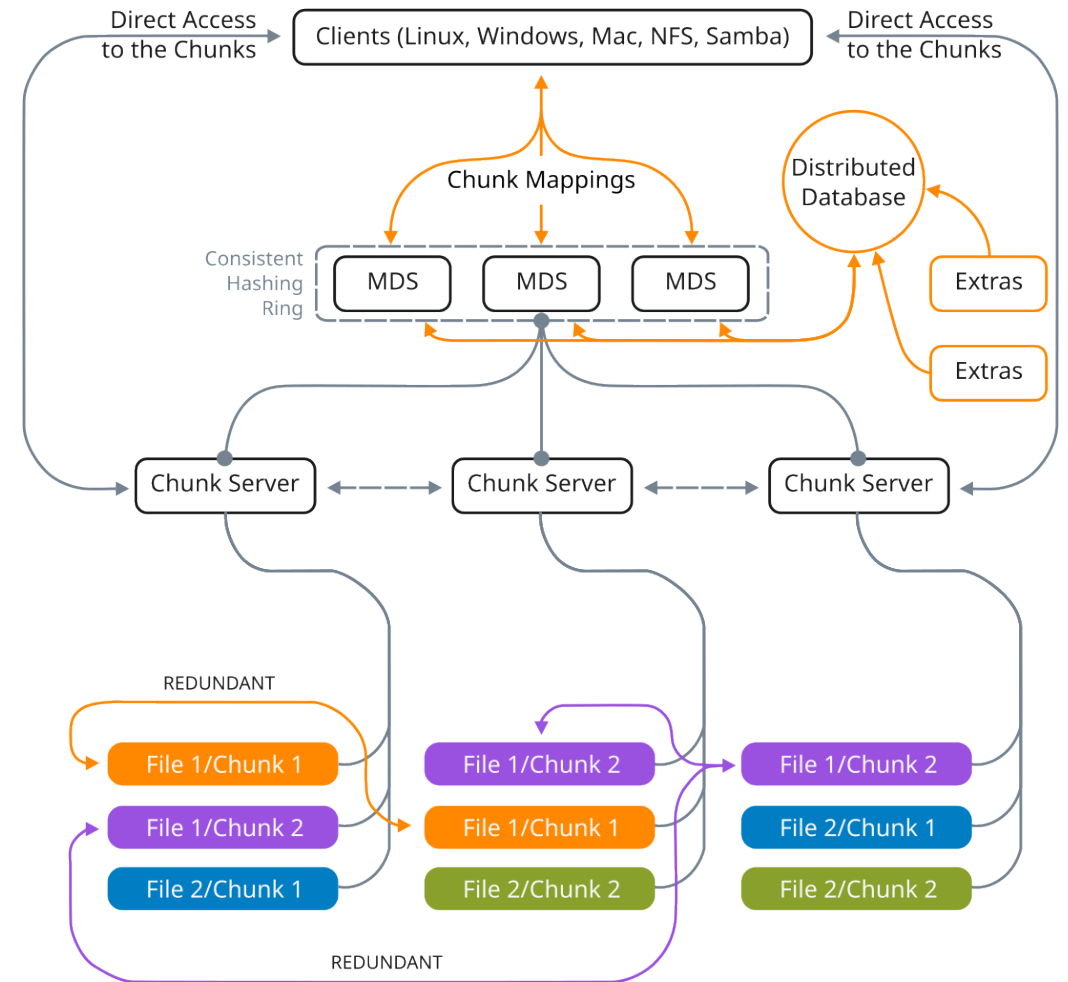 Direct Access
to the Chunks
Clients (Linux, Windows, Mac, NFS, Samba)
Direct Access
to the Chunks
Chunk Mappings
Distributed
Database
Consistent
Hashing
Ring
MDS
MDS
MDS
Extras
Extras
Chunk Server
Chunk Server
Chunk Server
REDUNDANT
File 1/Chunk 1
File 1/Chunk 2
File 1/Chunk 2
File 1/Chunk 2
File 1/Chunk 1
File 2/Chunk 1
File 2/Chunk 1
File 2/Chunk 2
File 2/Chunk 2
REDUNDANT